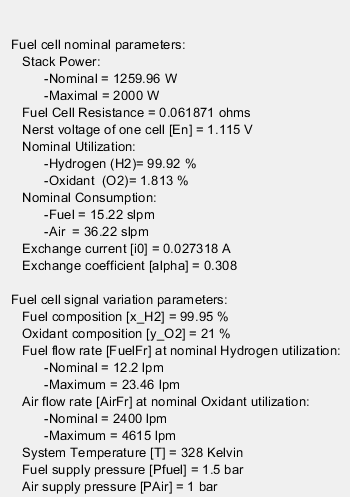 Fuel cell nominal parameters:
Stack Power:
-Nominal = 1259.96 W
-Maximal = 2000 W
Fuel Cell Resistance = 0.061871 ohms
Nerst voltage of one cell [En] = 1.115 V
Nominal Utilization:
-Hydrogen (H2)= 99.92 %
-Oxidant (O2)= 1.813 %
Nominal Consumption:
-Fuel = 15.22 slpm
-Air = 36.22 slpm
Exchange current [i0] = 0.027318 A
Exchange coefficient [alpha] = 0.308
Fuel cell signal variation parameters:
Fuel composition [x_H2] = 99.95 %
Oxidant composition [y_O2] = 21 %
Fuel flow rate [FuelFr] at nominal Hydrogen utilization:
-Nominal = 12.2 lpm
-Maximum = 23.46 lpm
Air flow rate [AirFr] at nominal Oxidant utilization:
-Nominal = 2400 lpm
-Maximum = 4615 lpm
System Temperature [T] = 328 Kelvin
Fuel supply pressure [Pfuel] = 1.5 bar
Air supply pressure [PAir] = 1 bar